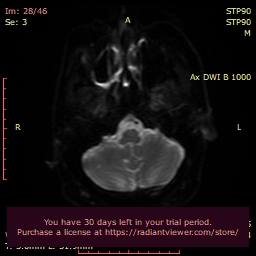 Im: 28/46
STP90
Se: 3
STP90
A
M
Ax DWI B 1000
R
L
You have 30 days left in your trial period.
Purchase a license at https://radiantviewer.com/store/